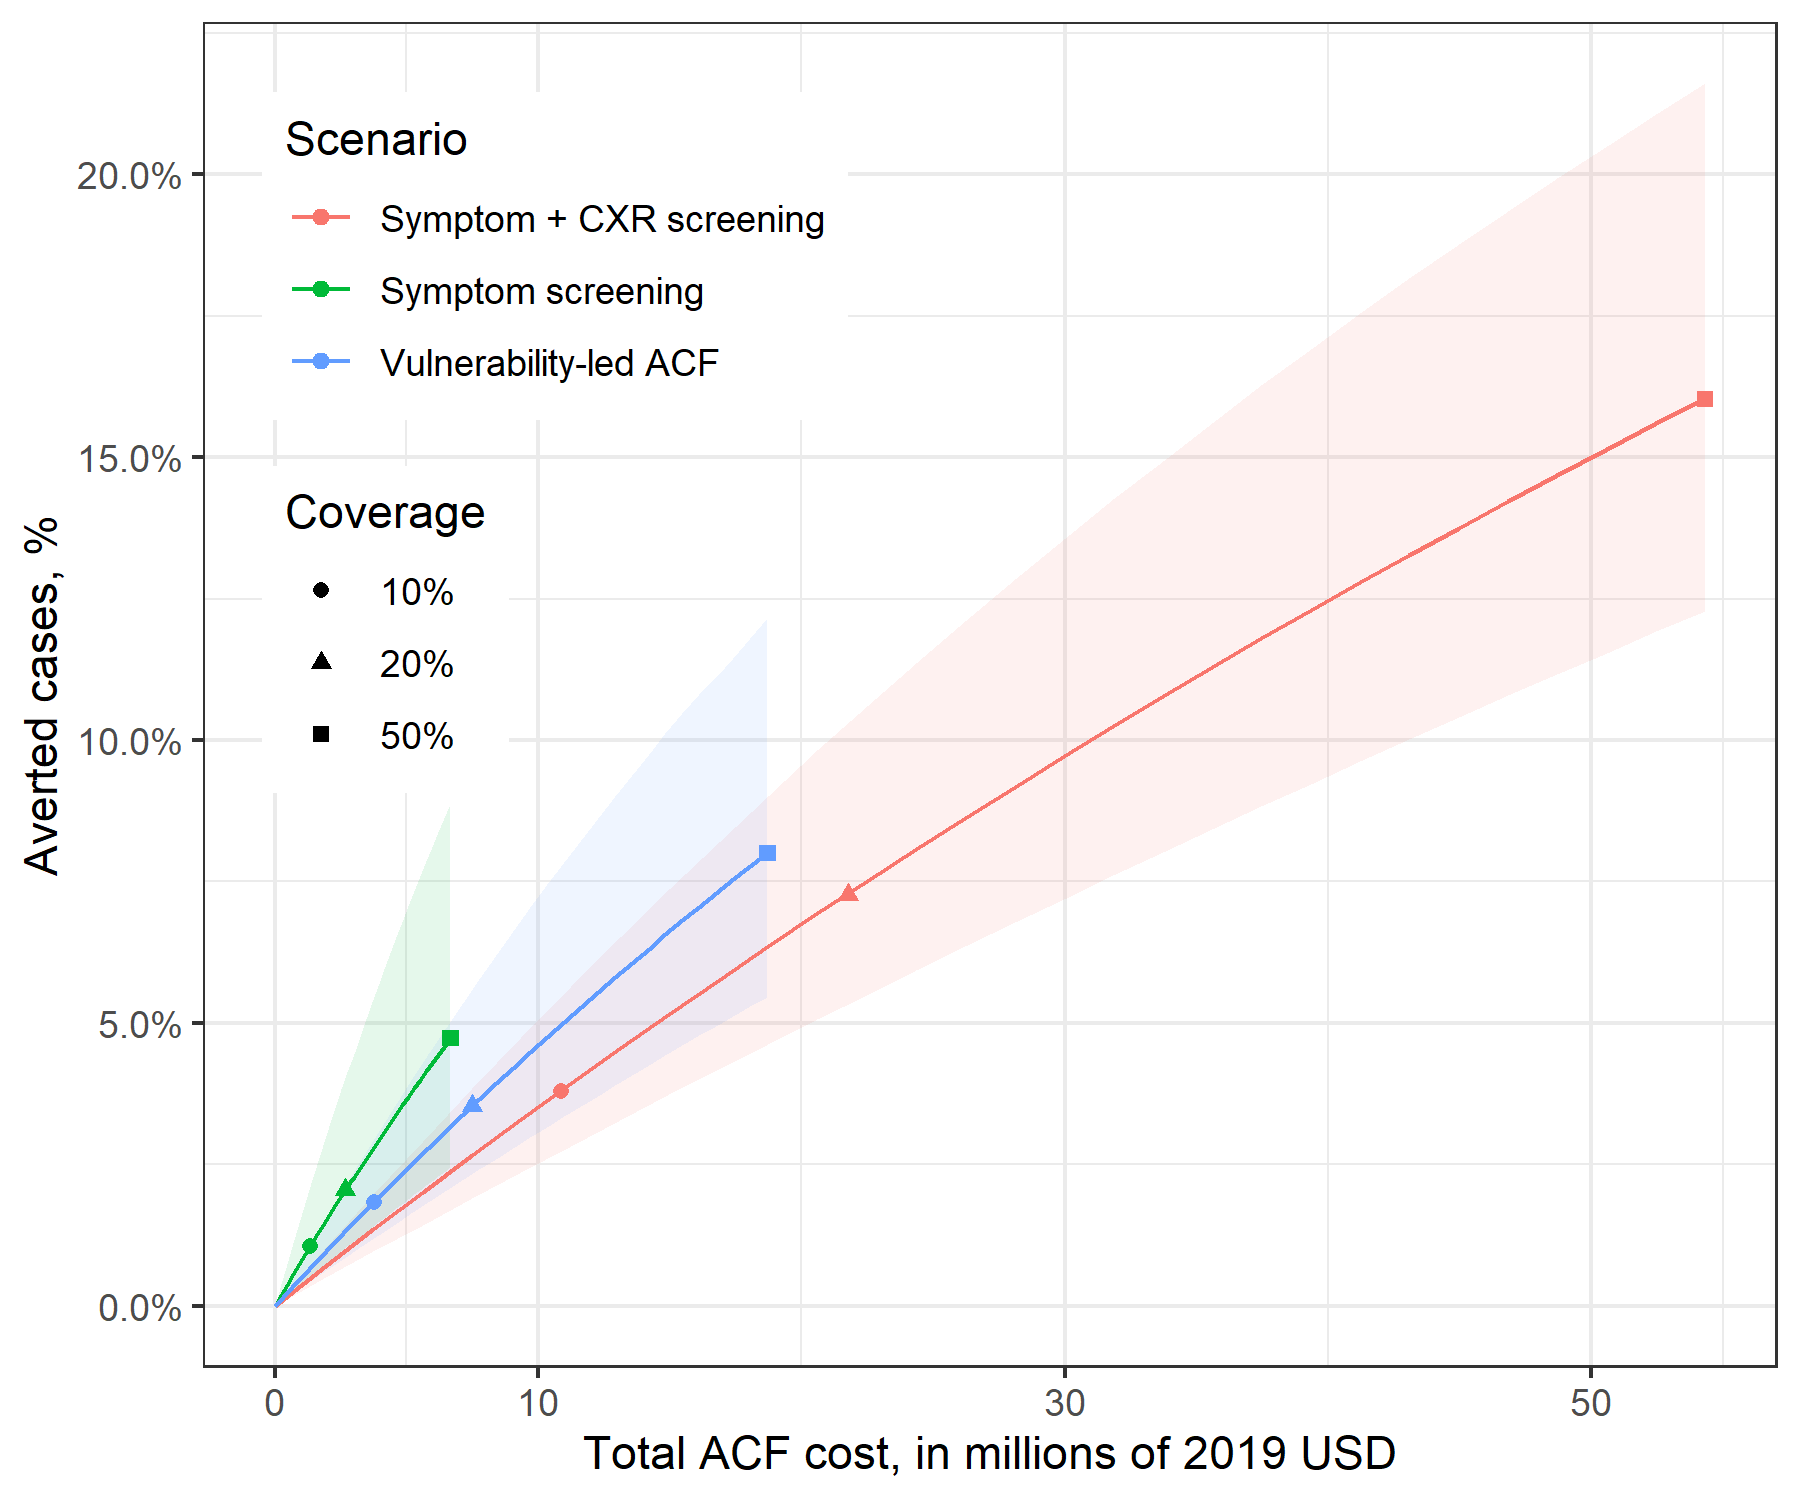 Scenario
Symptom + CXR screening
Symptom screening
Vulnerability-led ACF
Coverage
10%
20%
50%
Averted cases, %
20.0%
15.0%
10.0%
5.0%
0.0%
0 10 30 50
Total ACF cost, in millions of 2019 USD